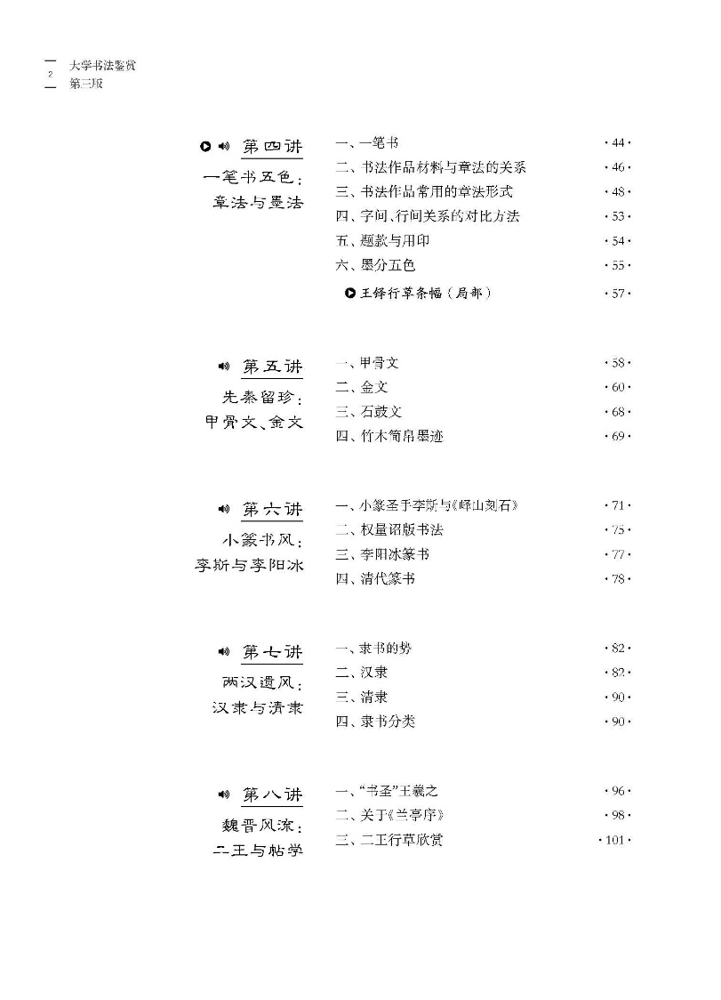 2
大学书法鉴赏
第三版
第四讲
一笔书五色：
章法与墨法
一、一笔书 ·44·
二、书法作品材料与章法的关系 ·46·
三、书法作品常用的章法形式 ·48·
四、字间、行间关系的对比方法 ·53·
五、题款与用印 ·54·
六、墨分五色 ·55·
王铎行草条幅（局部） ·57·
第五讲
先秦留珍：
甲骨文、金文
一、甲骨文 ·58·
二、金文 ·60·
三、石鼓文 ·68·
四、竹木简帛墨迹 ·69·
第六讲
小篆书风：
李斯与李阳冰
一、小篆圣手李斯与《峄山刻石》 ·71·
二、权量诏版书法 ·75·
三、李阳冰篆书 ·77·
四、清代篆书 ·78·
第七讲
两汉遗风：
汉隶与清隶
一、隶书的势 ·82·
二、汉隶 ·82·
三、清隶 ·90·
四、隶书分类 ·90·
第八讲
魏晋风流：
二王与帖学
一、“书圣”王羲之 ·96·
二、关于《兰亭序》 ·98·
三、二王行草欣赏 ·101·